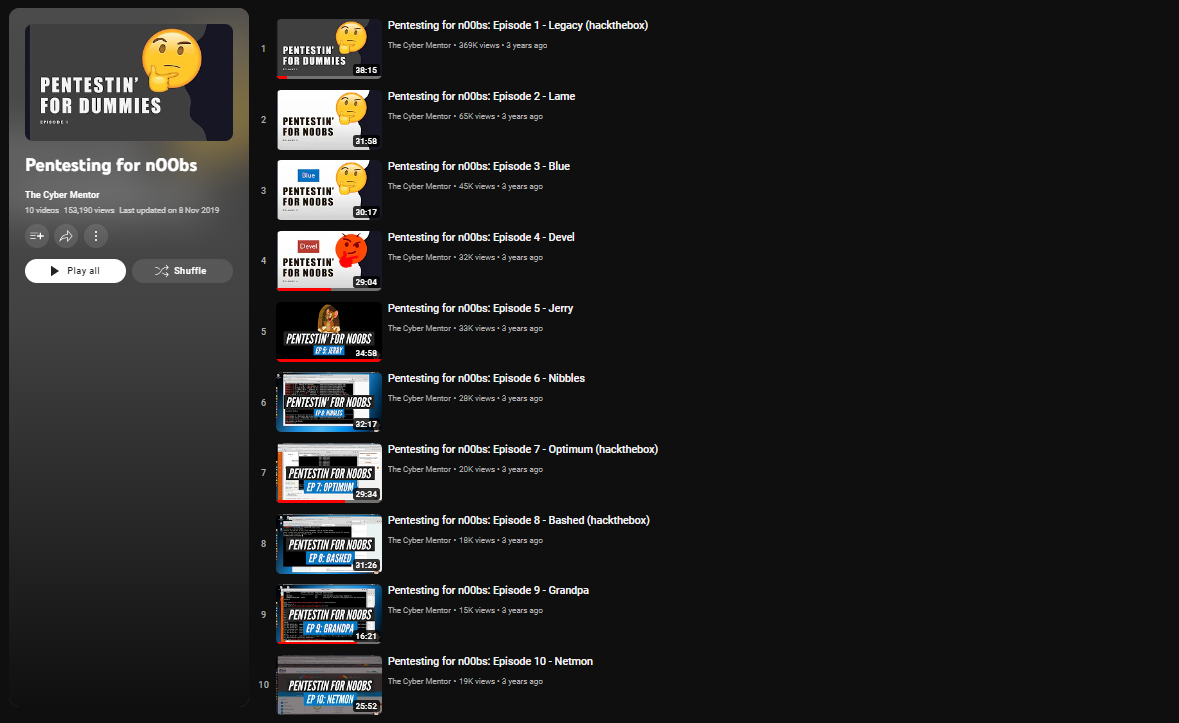 PENTESTIN'
FOR DUMMIES
EPISODE 1
Pentesting for n00bs
The Cyber Mentor
10 videos 153,190 views Last updated on 8 Nov 2019
Play all
Shuffle
1
PENTESTIN'
FOR DUMMIES
38:15
Pentesting for n00bs: Episode 1 - Legacy (hackthebox)
The Cyber Mentor • 369K views • 3 years ago
2
PENTESTIN'
FOR NOOBS
31:58
Pentesting for n00bs: Episode 2 - Lame
The Cyber Mentor • 65K views • 3 years ago
3
Blue
PENTESTIN'
FOR NOOBS
30:17
Pentesting for n00bs: Episode 3 - Blue
The Cyber Mentor • 45K views • 3 years ago
4
Devel
PENTESTIN'
FOR NOOBS
29:04
Pentesting for n00bs: Episode 4 - Devel
The Cyber Mentor • 32K views • 3 years ago
5
PENTESTIN' FOR NOOBS
EP 5: JERRY
34:58
Pentesting for n00bs: Episode 5 - Jerry
The Cyber Mentor • 33K views • 3 years ago
6
PENTESTIN' FOR NOOBS
EP 6: NIBBLES
32:17
Pentesting for n00bs: Episode 6 - Nibbles
The Cyber Mentor • 28K views • 3 years ago
7
PENTESTIN FOR NOOBS
EP 7: OPTIMUM
29:34
Pentesting for n00bs: Episode 7 - Optimum (hackthebox)
The Cyber Mentor • 20K views • 3 years ago
8
PENTESTIN FOR NOOBS
EP 8: BASHED
31:26
Pentesting for n00bs: Episode 8 - Bashed (hackthebox)
The Cyber Mentor • 18K views • 3 years ago
9
PENTESTIN FOR NOOBS
EP 9: GRANDPA
16:21
Pentesting for n00bs: Episode 9 - Grandpa
The Cyber Mentor • 15K views • 3 years ago
10
PENTESTIN FOR NOOBS
EP 10: NETMON
25:52
Pentesting for n00bs: Episode 10 - Netmon
The Cyber Mentor • 19K views • 3 years ago